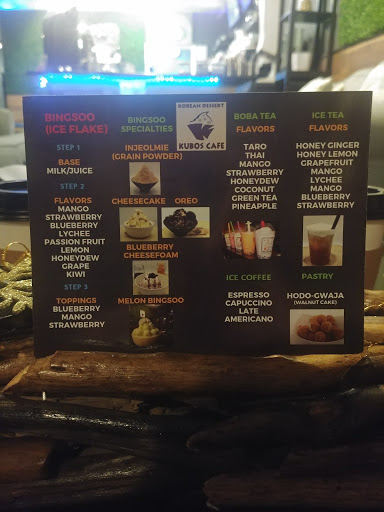 BINGSOO
(ICE FLAKE)
STEP 1
BASE
MILK/JUICE
STEP 2
FLAVORS
MANGO
STRAWBERRY
BLUEBERRY
LYCHEE
PASSION FRUIT
LEMON
HONEYDEW
GRAPE
KIWI
STEP 3
TOPPINGS
BLUEBERRY
MANGO
STRAWBERRY
BINGSOO
SPECIALTIES
INJEOLMIE
(GRAIN POWDER)
CHEESECAKE OREO
BLUEBERRY
CHEESEFOAM
MELON BINGSOO
KOREAN DESSERT
KUBOS CAFE
BOBA TEA
FLAVORS
TARO
THAI
MANGO
STRAWBERRY
HONEYDEW
COCONUT
GREEN TEA
PINEAPPLE
ICE COFFEE
ESPRESSO
CAPUCCINO
LATE
AMERICANO
ICE TEA
FLAVORS
HONEY GINGER
HONEY LEMON
GRAPEFRUIT
MANGO
LYCHEE
MANGO
BLUEBERRY
STRAWBERRY
PASTRY
HODO-GWAJA
(WALNUT CAKE)